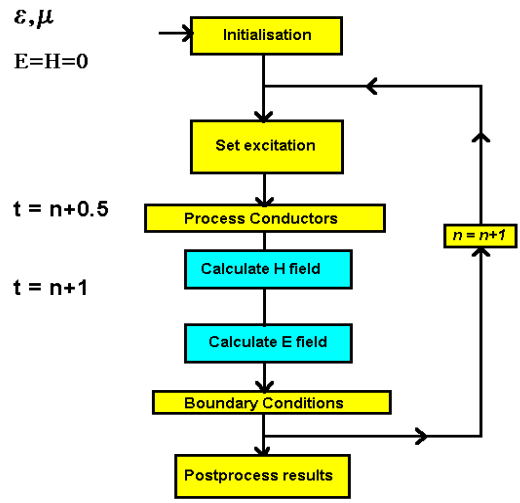 ε,μ
Initialisation
E=H=0
Set excitation
t = n+0.5
Process Conductors
n = n+1
Calculate H field
t = n+1
Calculate E field
Boundary Conditions
Postprocess results